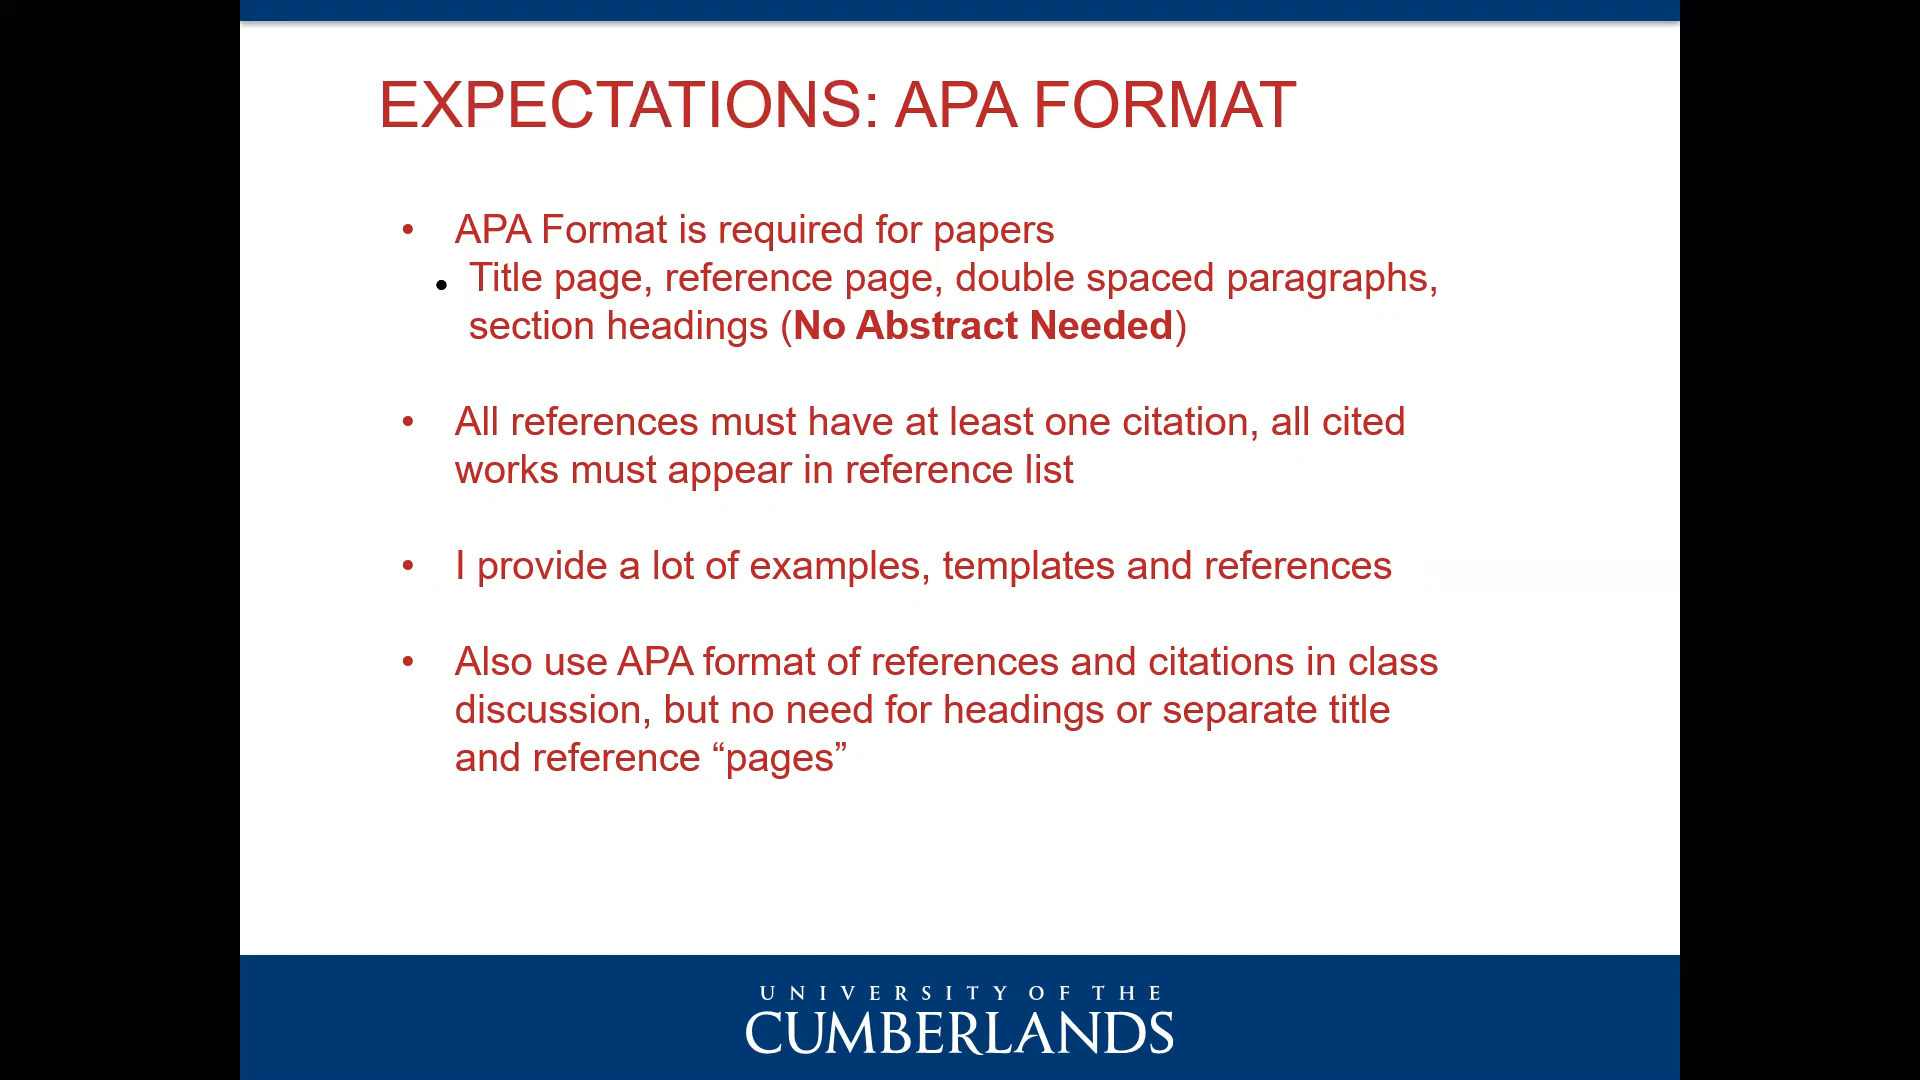 EXPECTATIONS: APA FORMAT
• APA Format is required for papers
• Title page, reference page, double spaced paragraphs,
section headings (No Abstract Needed)
• All references must have at least one citation, all cited
works must appear in reference list
• I provide a lot of examples, templates and references
• Also use APA format of references and citations in class
discussion, but no need for headings or separate title
and reference “pages”
UNIVERSITY OF THE
CUMBERLANDS